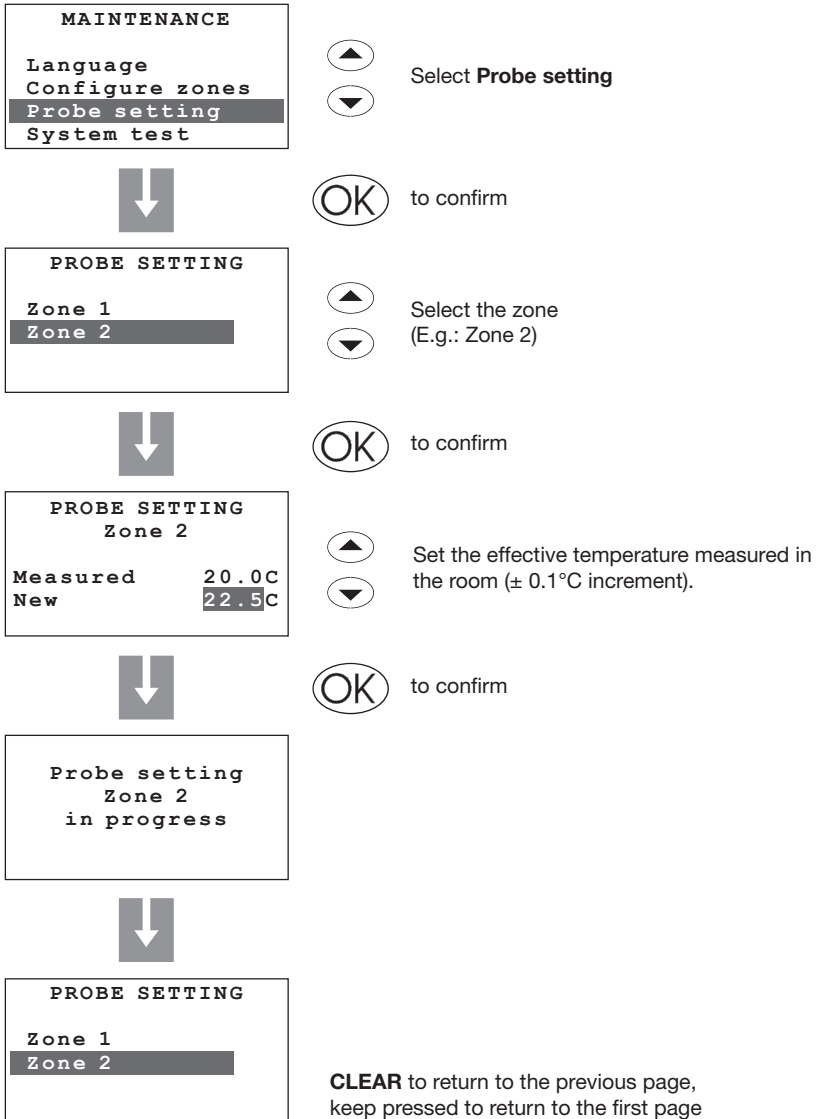 MAINTENANCE
Language
Configure zones
Probe setting
System test
Select Probe setting
OK to confirm
PROBE SETTING
Zone 1
Zone 2
Select the zone
(E.g.: Zone 2)
OK to confirm
PROBE SETTING
Zone 2
Measured 20.0C
New 22.5C
Set the effective temperature measured in
the room (± 0.1°C increment).
OK to confirm
Probe setting
Zone 2
in progress
PROBE SETTING
Zone 1
Zone 2
CLEAR to return to the previous page,
keep pressed to return to the first page